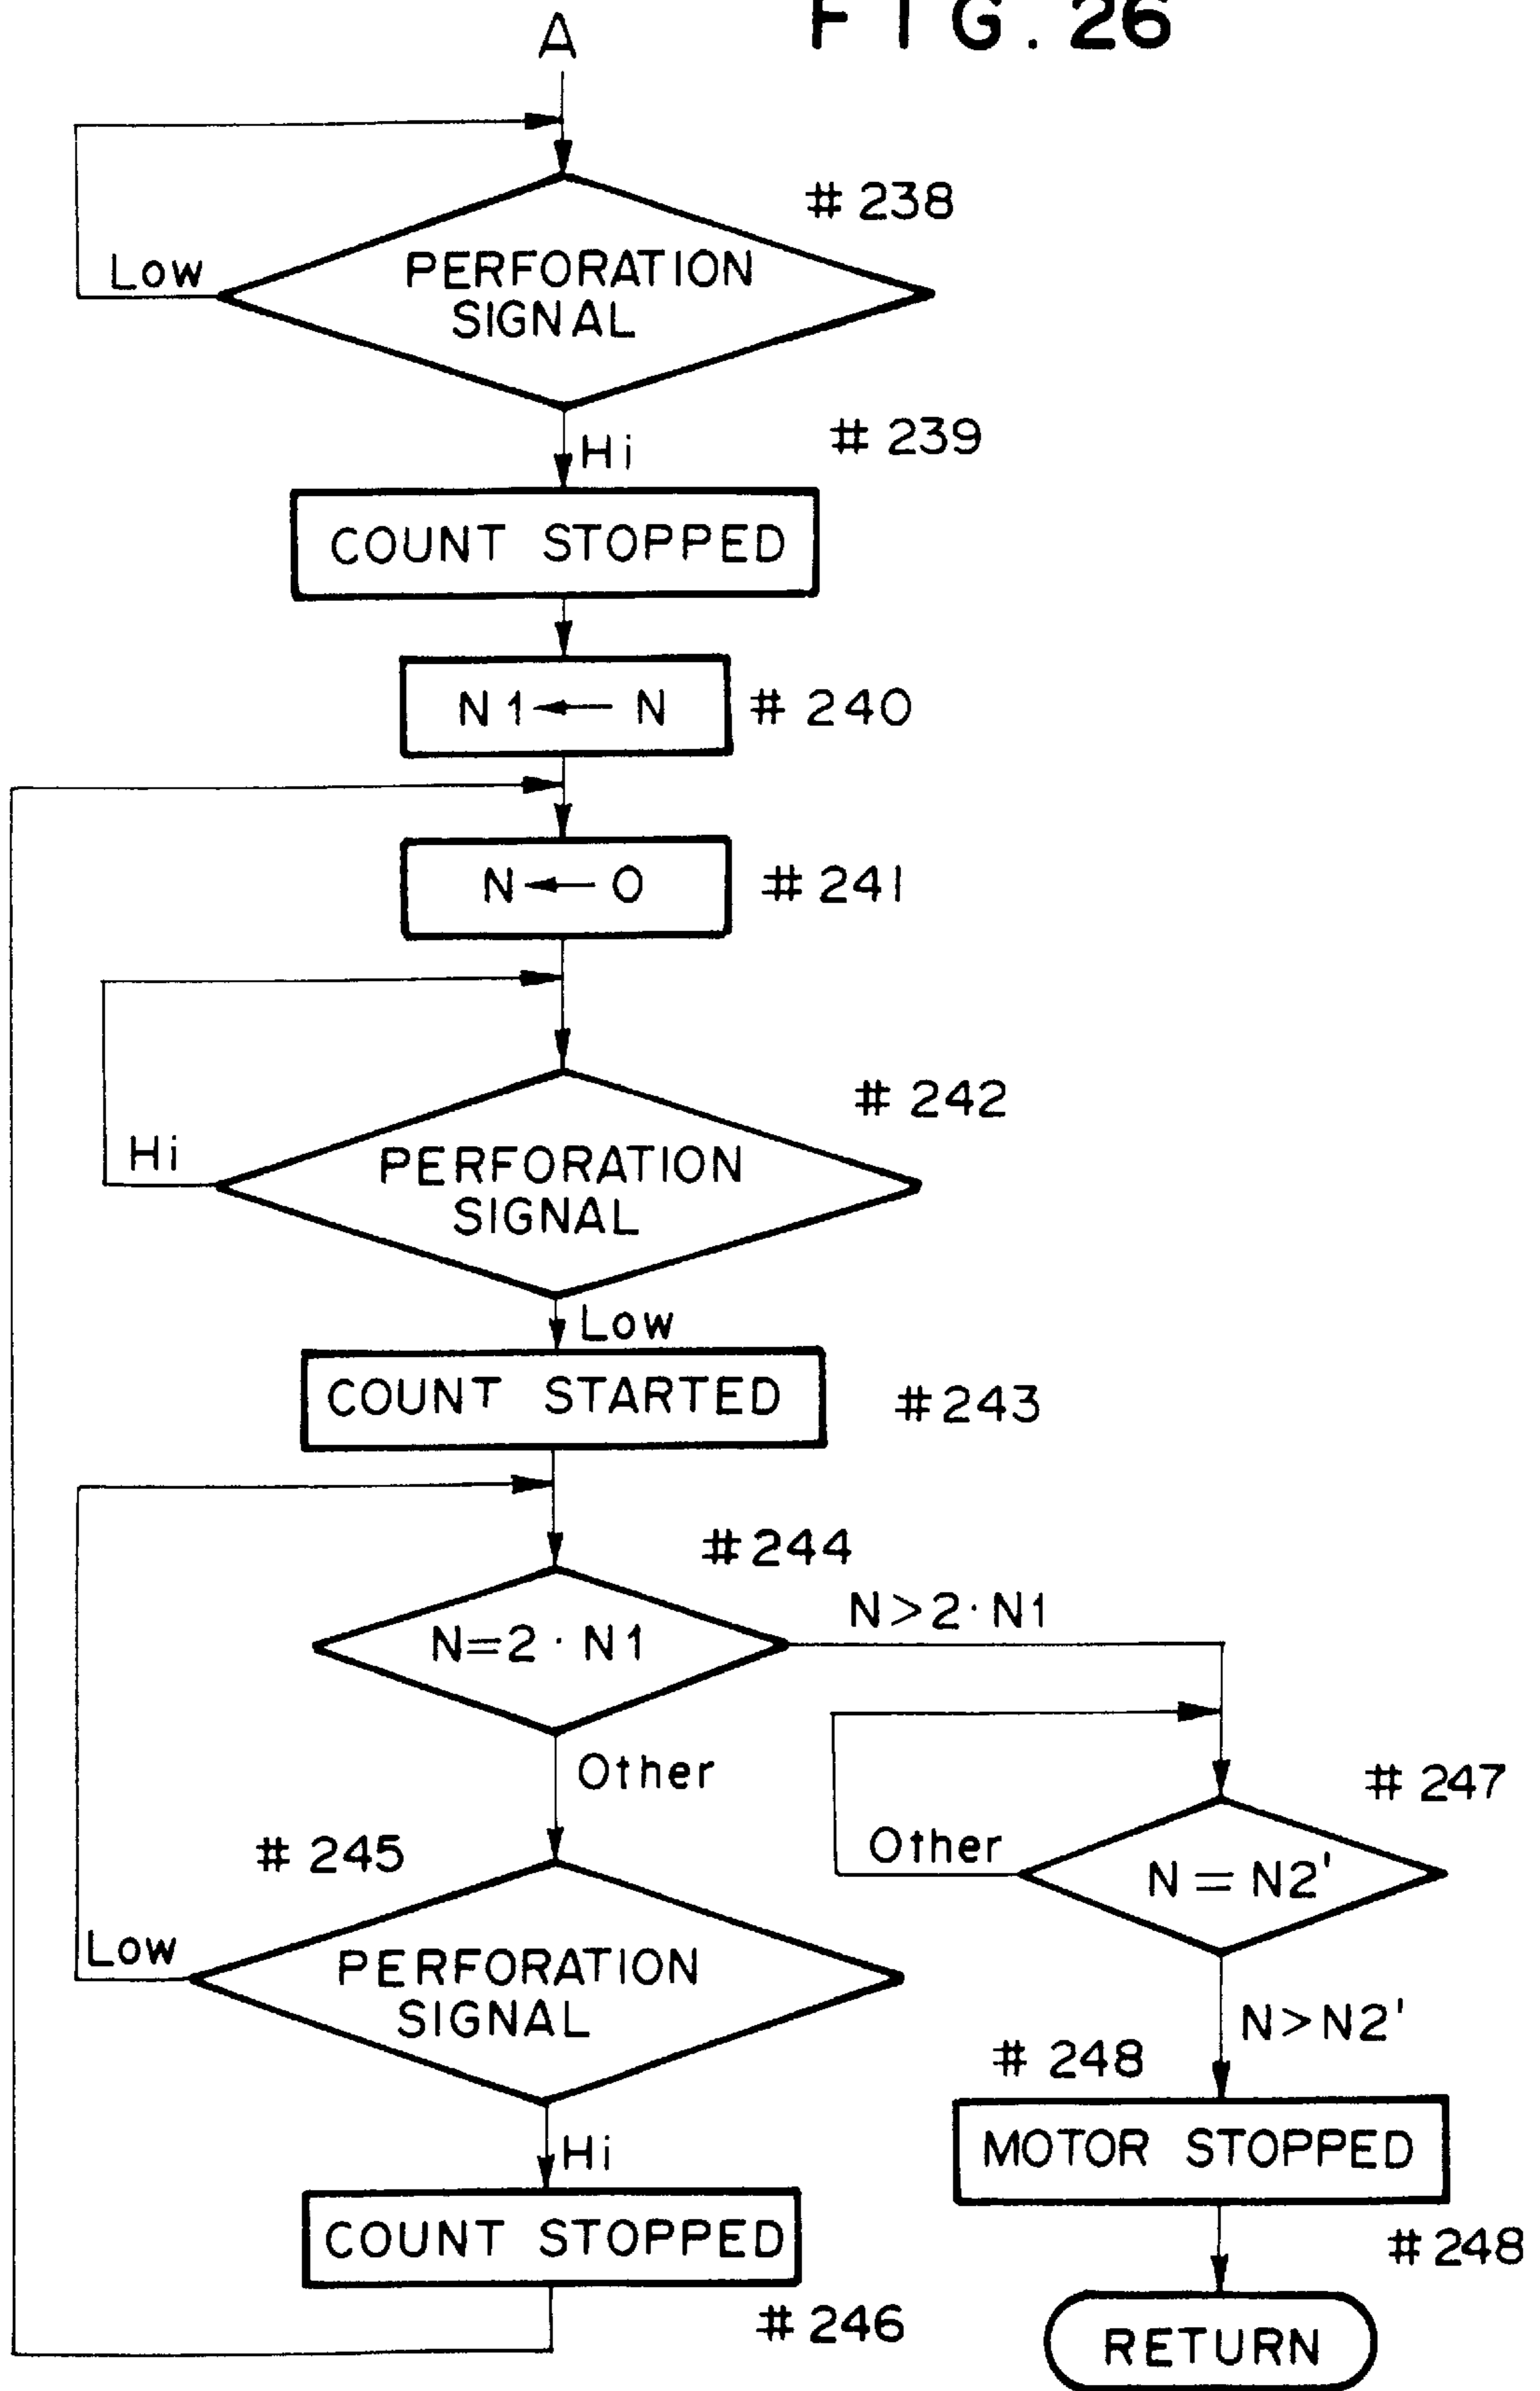 FIG. 26
A
# 238
Low
PERFORATION
SIGNAL
Hi
# 239
COUNT STOPPED
N1 ← N
# 240
N ← O
# 241
# 242
Hi
PERFORATION
SIGNAL
Low
COUNT STARTED
# 243
# 244
N=2 · N1
N>2 · N1
Other
# 245
Low
PERFORATION
SIGNAL
Hi
COUNT STOPPED
# 246
# 247
Other
N = N2'
N>N2'
# 248
MOTOR STOPPED
# 248
RETURN